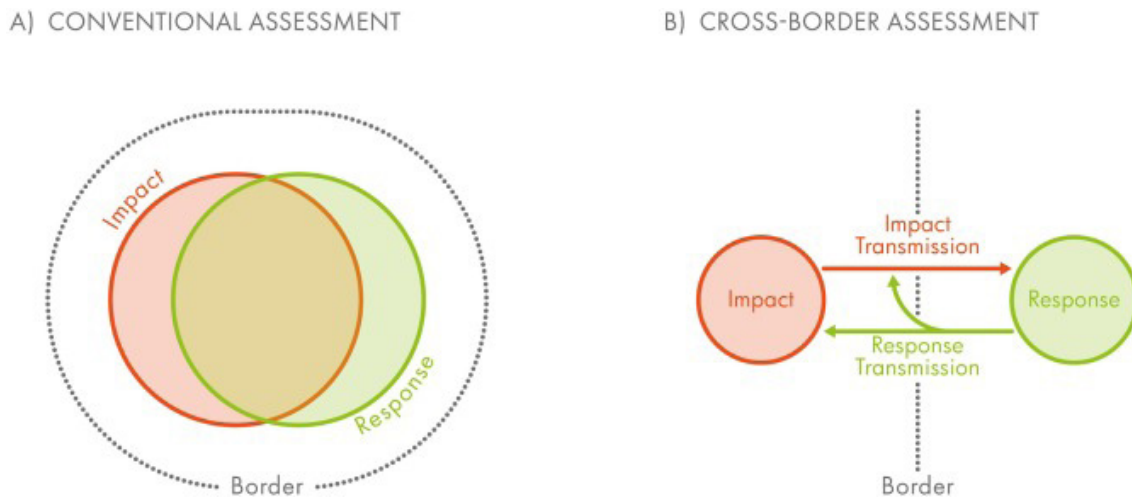 A) CONVENTIONAL ASSESSMENT
Impact
Response
Border
B) CROSS-BORDER ASSESSMENT
Impact
Transmission
Impact
Response
Response
Transmission
Border